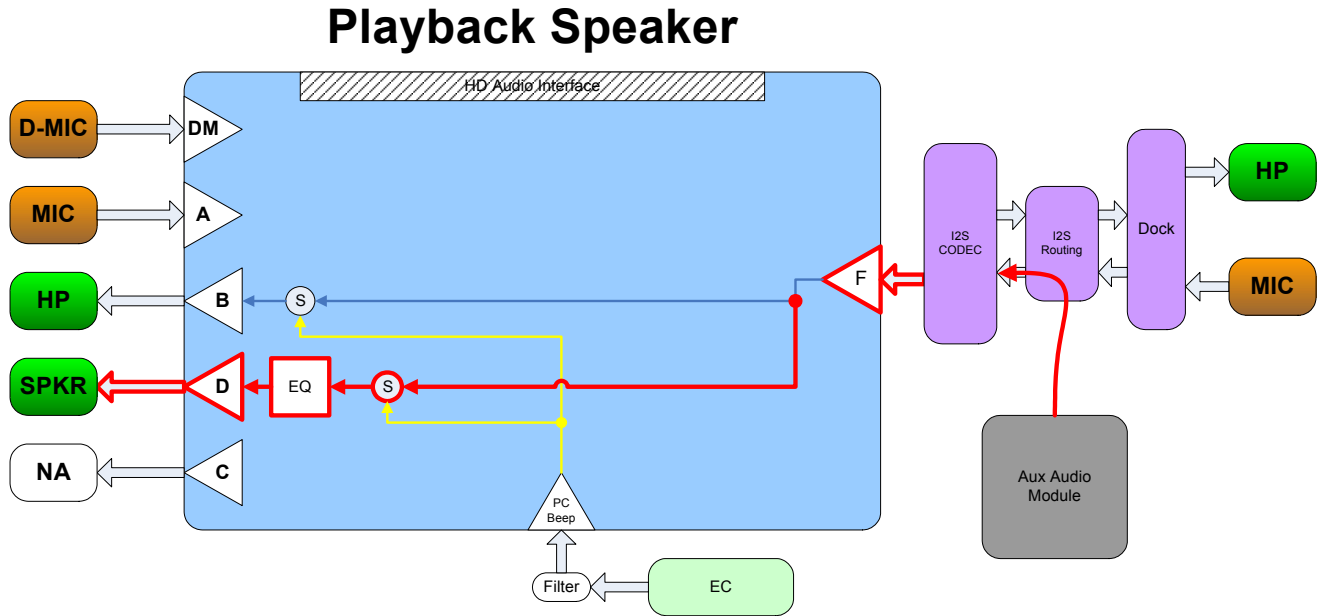 Playback Speaker
HD Audio Interface
D-MIC
DM
MIC
A
HP
B
S
SPKR
D
EQ
S
NA
C
PC
Beep
Filter
EC
F
I2S
CODEC
I2S
Routing
Dock
HP
MIC
Aux Audio
Module